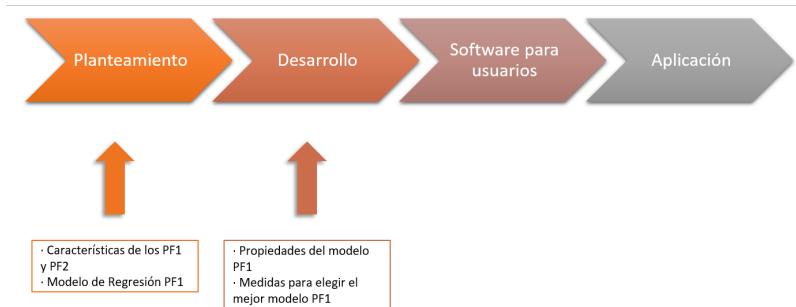 Planteamiento
Desarrollo
Software para
usuarios
Aplicación
· Características de los PF1
y PF2
· Modelo de Regresión PF1
· Propiedades del modelo
PF1
· Medidas para elegir el
mejor modelo PF1